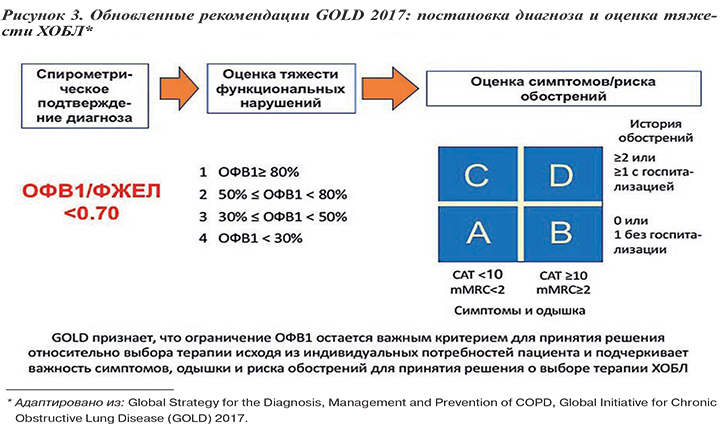 Рисунок 3. Обновленные рекомендации GOLD 2017: постановка диагноза и оценка тяже-
сти ХОБЛ*
Спирометри-
ческое
подтвержде-
ние диагноза
Оценка тяжести
функциональных
нарушений
Оценка симптомов/риска
обострений
ОФВ1/ФЖЕЛ
<0.70
1 ОФВ1≥ 80%
2 50% ≤ ОФВ1 < 80%
3 30% ≤ ОФВ1 < 50%
4 ОФВ1 < 30%
История
обострений
C D
≥2 или
≥1 с госпита-
лизацией
A B
0 или
1 без госпита-
лизации
CAT <10
mMRC<2
CAT ≥10
mMRC≥2
Симптомы и одышка
GOLD признает, что ограничение ОФВ1 остается важным критерием для принятия решения
относительно выбора терапии исходя из индивидуальных потребностей пациента и подчеркивает
важность симптомов, одышки и риска обострений для принятия решения о выборе терапии ХОБЛ
* Адаптировано из: Global Strategy for the Diagnosis, Management and Prevention of COPD, Global Initiative for Chronic
Obstructive Lung Disease (GOLD) 2017.